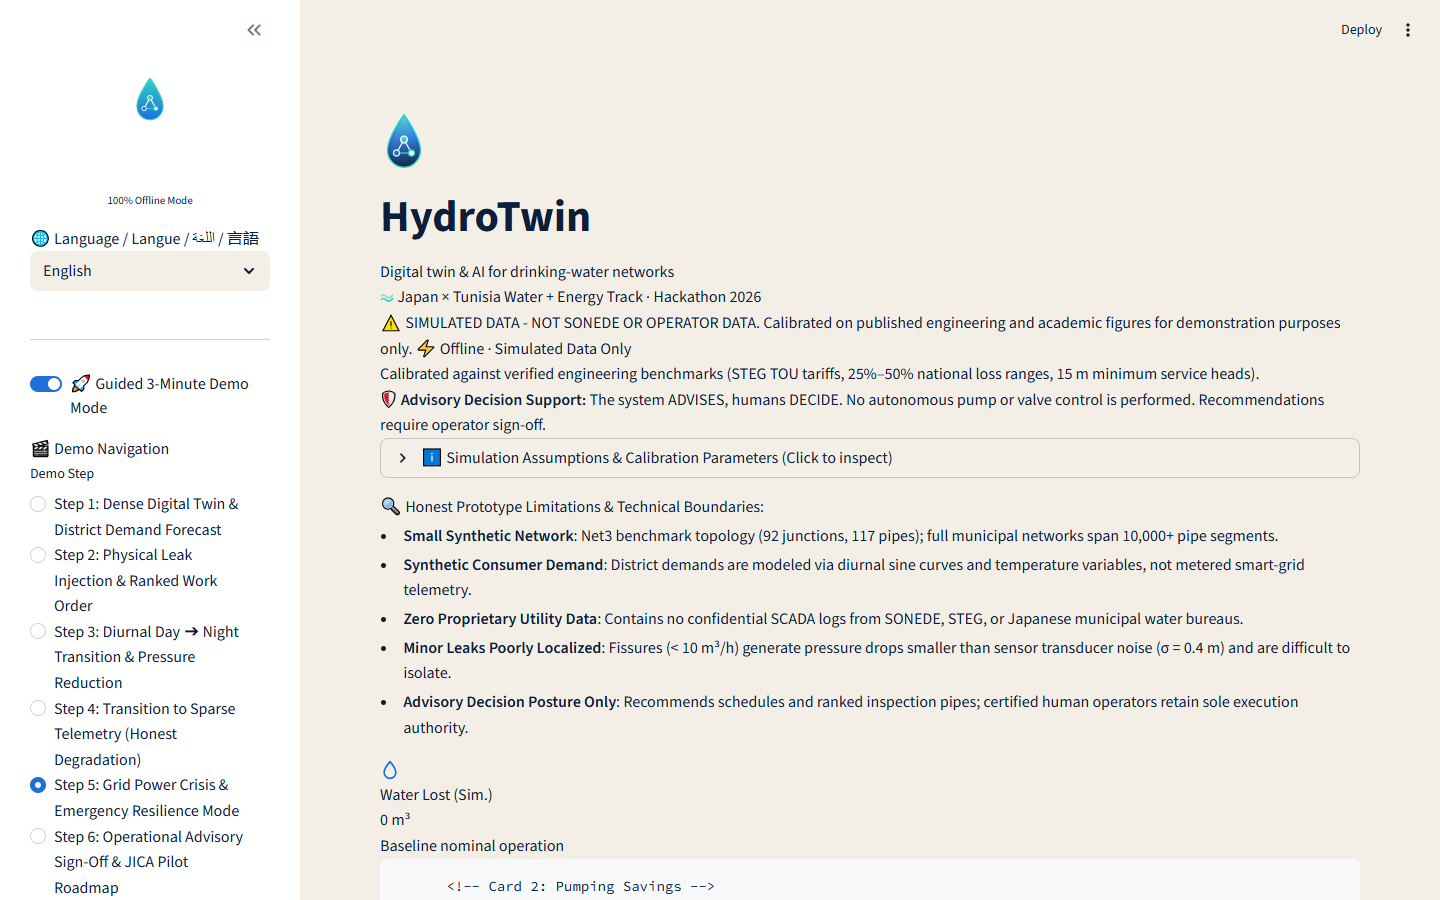 Deploy
100% Offline Mode
🌐 Language / Langue / اللغة / 言語
English
🚀 Guided 3-Minute Demo
Mode
🎬 Demo Navigation
Demo Step
Step 1: Dense Digital Twin &
District Demand Forecast
Step 2: Physical Leak
Injection & Ranked Work
Order
Step 3: Diurnal Day ➔ Night
Transition & Pressure
Reduction
Step 4: Transition to Sparse
Telemetry (Honest
Degradation)
Step 5: Grid Power Crisis &
Emergency Resilience Mode
Step 6: Operational Advisory
Sign-Off & JICA Pilot
Roadmap
HydroTwin
Digital twin & AI for drinking-water networks
Japan × Tunisia Water + Energy Track · Hackathon 2026
⚠️ SIMULATED DATA - NOT SONEDE OR OPERATOR DATA. Calibrated on published engineering and academic figures for demonstration purposes
only. ⚡ Offline · Simulated Data Only
Calibrated against verified engineering benchmarks (STEG TOU tariffs, 25%–50% national loss ranges, 15 m minimum service heads).
🛡️ Advisory Decision Support: The system ADVISES, humans DECIDE. No autonomous pump or valve control is performed. Recommendations
require operator sign-off.
ℹ️ Simulation Assumptions & Calibration Parameters (Click to inspect)
🔍 Honest Prototype Limitations & Technical Boundaries:
• Small Synthetic Network: Net3 benchmark topology (92 junctions, 117 pipes); full municipal networks span 10,000+ pipe segments.
• Synthetic Consumer Demand: District demands are modeled via diurnal sine curves and temperature variables, not metered smart-grid
telemetry.
• Zero Proprietary Utility Data: Contains no confidential SCADA logs from SONEDE, STEG, or Japanese municipal water bureaus.
• Minor Leaks Poorly Localized: Fissures (< 10 m³/h) generate pressure drops smaller than sensor transducer noise (σ = 0.4 m) and are difficult to
isolate.
• Advisory Decision Posture Only: Recommends schedules and ranked inspection pipes; certified human operators retain sole execution
authority.
Water Lost (Sim.)
0 m³
Baseline nominal operation
<!-- Card 2: Pumping Savings -->